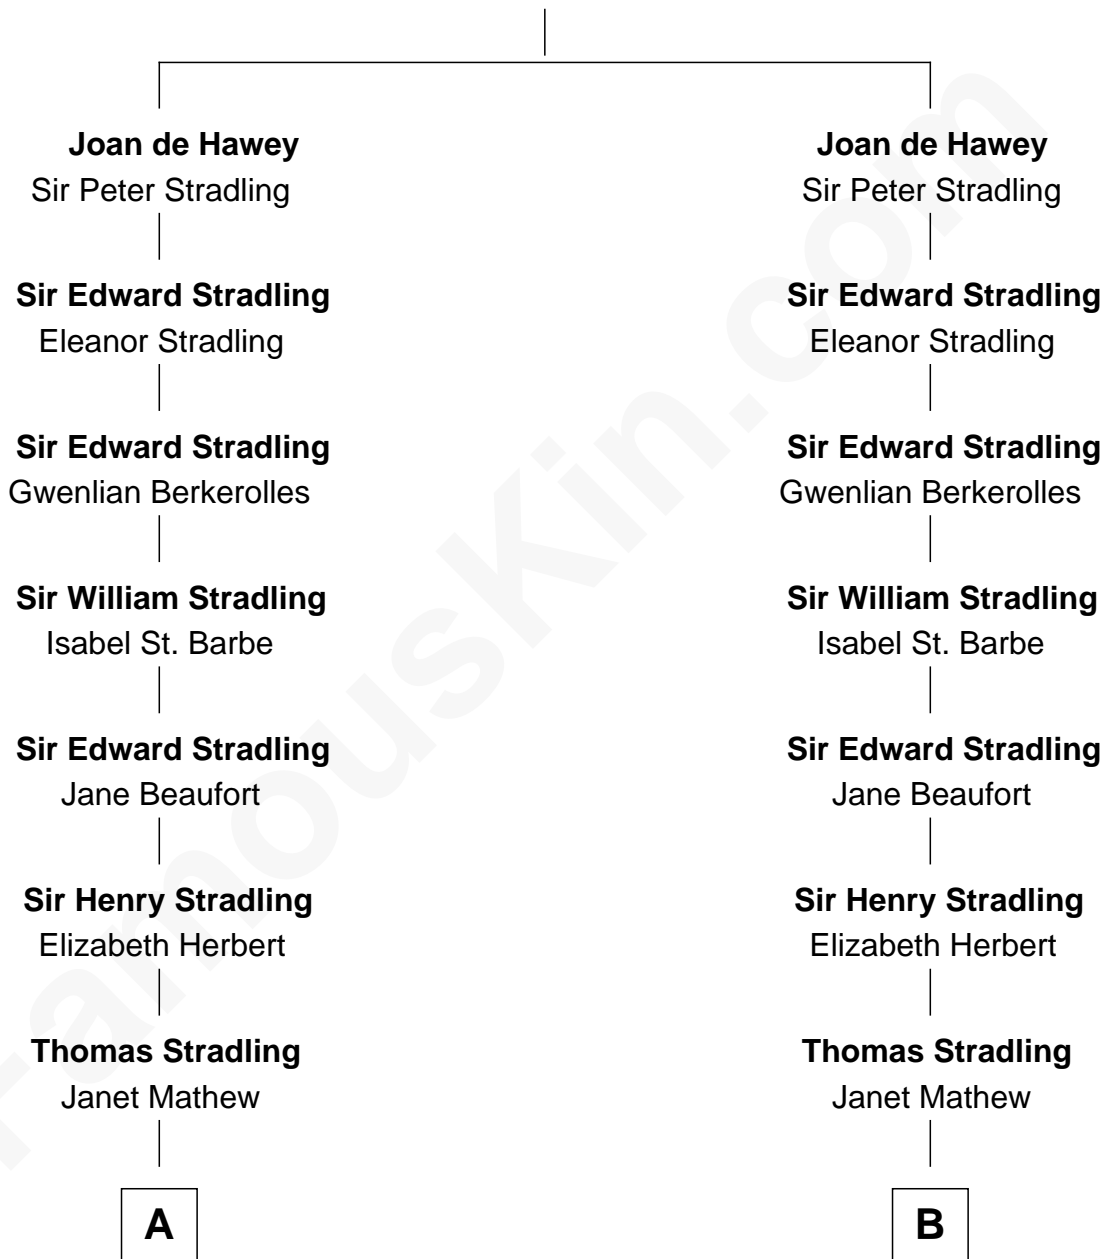 Joan de Hawey
Sir Peter Stradling
Sir Edward Stradling
Eleanor Stradling
Sir Edward Stradling
Gwenlian Berkerolles
Sir William Stradling
Isabel St. Barbe
Sir Edward Stradling
Jane Beaufort
Sir Henry Stradling
Elizabeth Herbert
Thomas Stradling
Janet Mathew
A
Joan de Hawey
Sir Peter Stradling
Sir Edward Stradling
Eleanor Stradling
Sir Edward Stradling
Gwenlian Berkerolles
Sir William Stradling
Isabel St. Barbe
Sir Edward Stradling
Jane Beaufort
Sir Henry Stradling
Elizabeth Herbert
Thomas Stradling
Janet Mathew
B
FamousKin.com